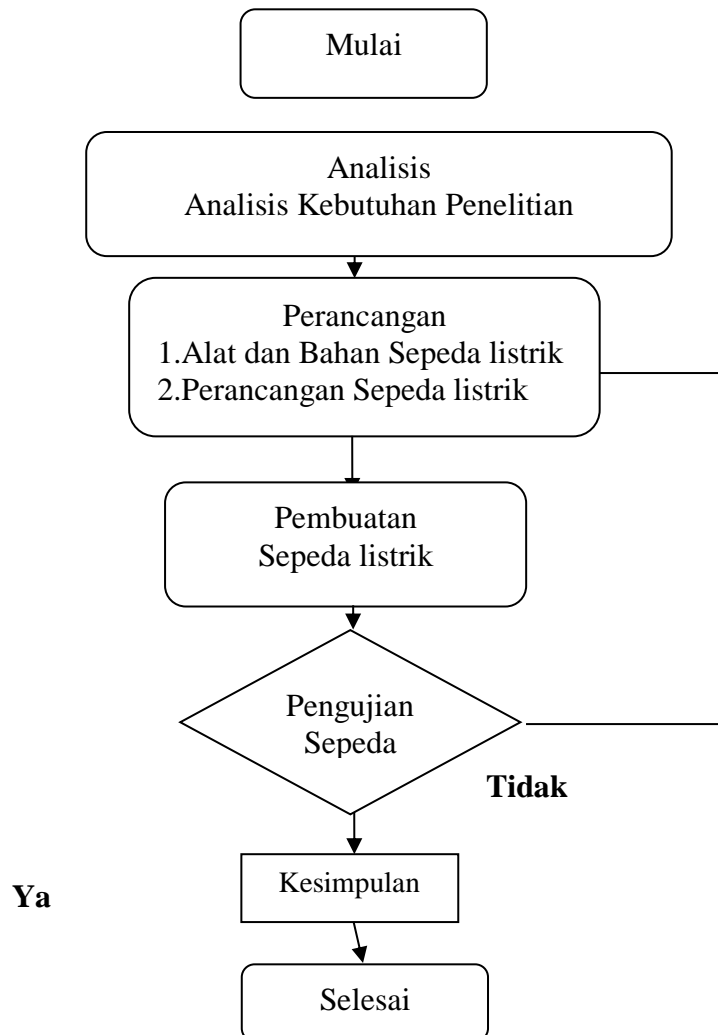 Mulai
Analisis
Analisis Kebutuhan Penelitian
Perancangan
1.Alat dan Bahan Sepeda listrik
2.Perancangan Sepeda listrik
Pembuatan
Sepeda listrik
Pengujian
Sepeda
Tidak
Kesimpulan
Ya
Selesai